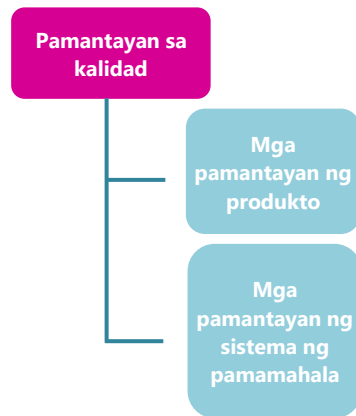 Pamantayan sa
kalidad
Mga
pamantayan ng
produkto
Mga
pamantayan ng
sistema ng
pamamahala